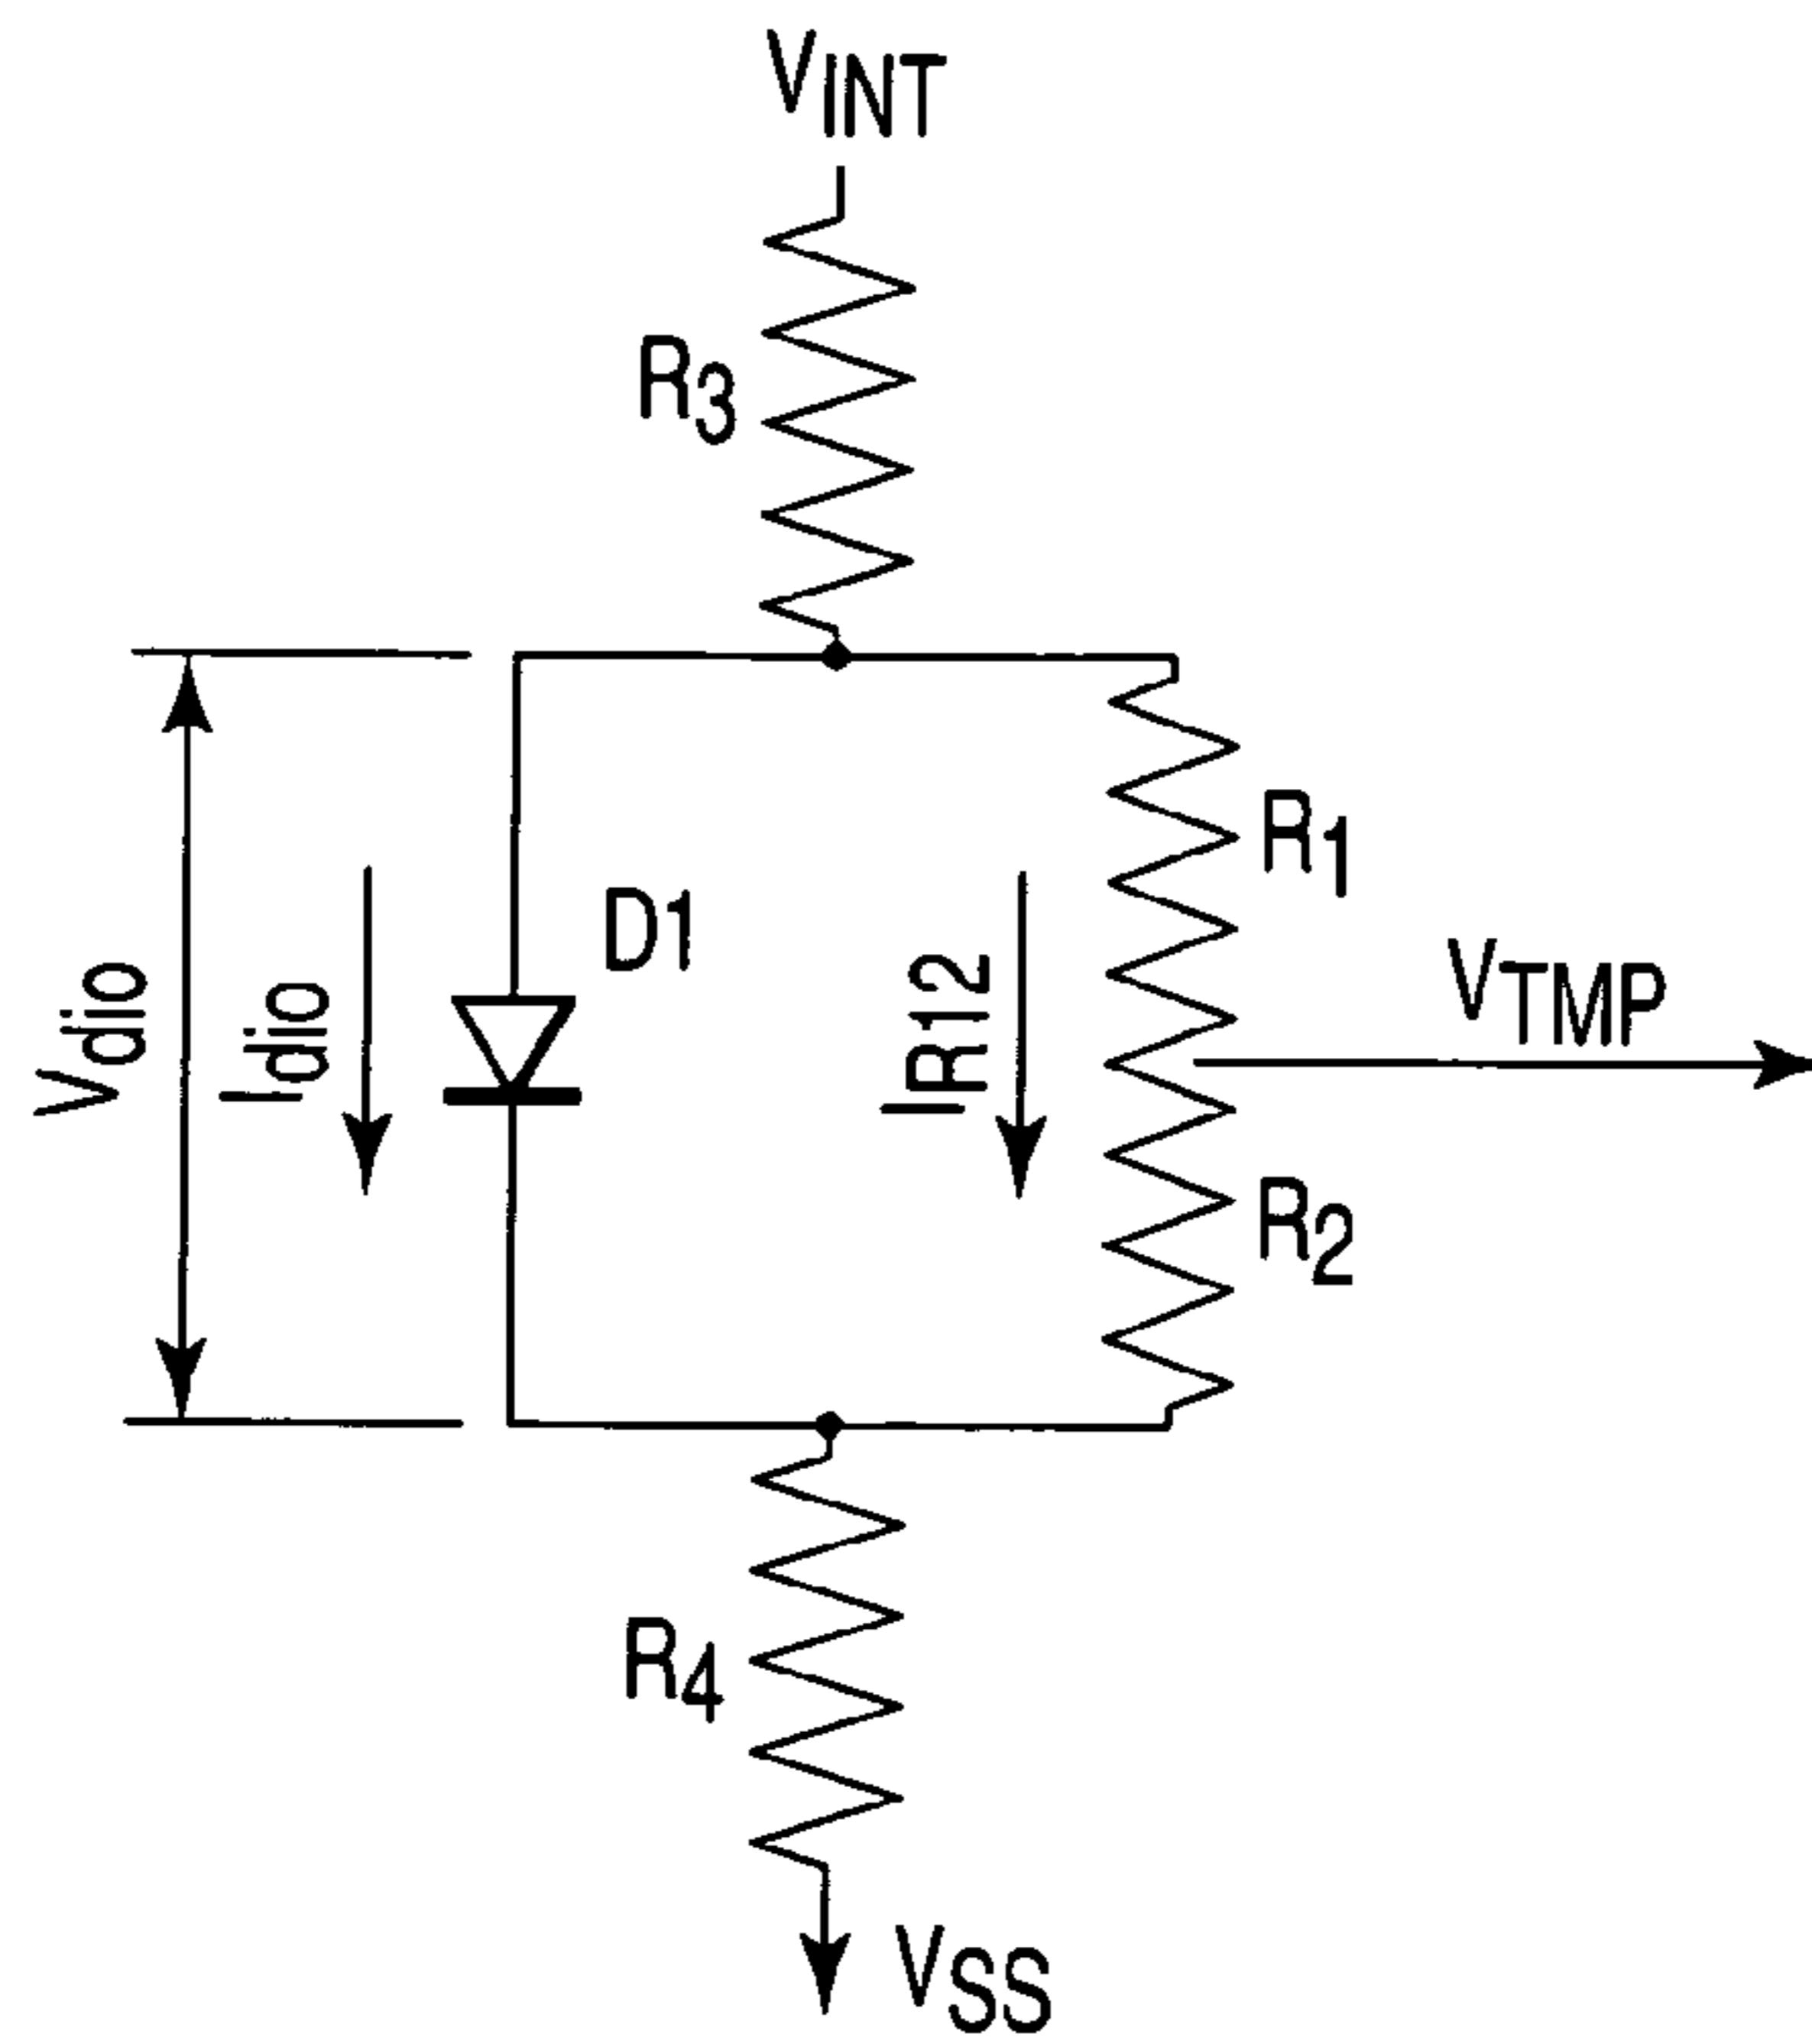 VINT
R3
R1
D1
Vdio
Idio
IR12
VTMP
R2
R4
VSS